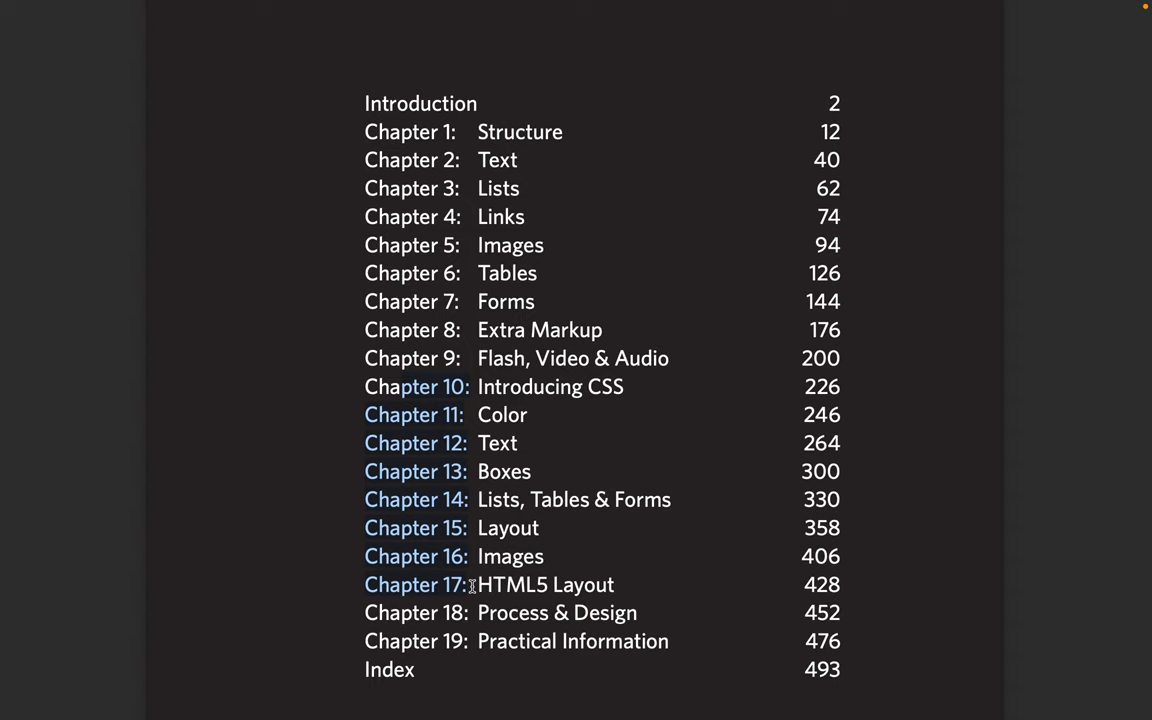 Introduction 2
Chapter 1: Structure 12
Chapter 2: Text 40
Chapter 3: Lists 62
Chapter 4: Links 74
Chapter 5: Images 94
Chapter 6: Tables 126
Chapter 7: Forms 144
Chapter 8: Extra Markup 176
Chapter 9: Flash, Video & Audio 200
Chapter 10: Introducing CSS 226
Chapter 11: Color 246
Chapter 12: Text 264
Chapter 13: Boxes 300
Chapter 14: Lists, Tables & Forms 330
Chapter 15: Layout 358
Chapter 16: Images 406
Chapter 17: HTML5 Layout 428
Chapter 18: Process & Design 452
Chapter 19: Practical Information 476
Index 493